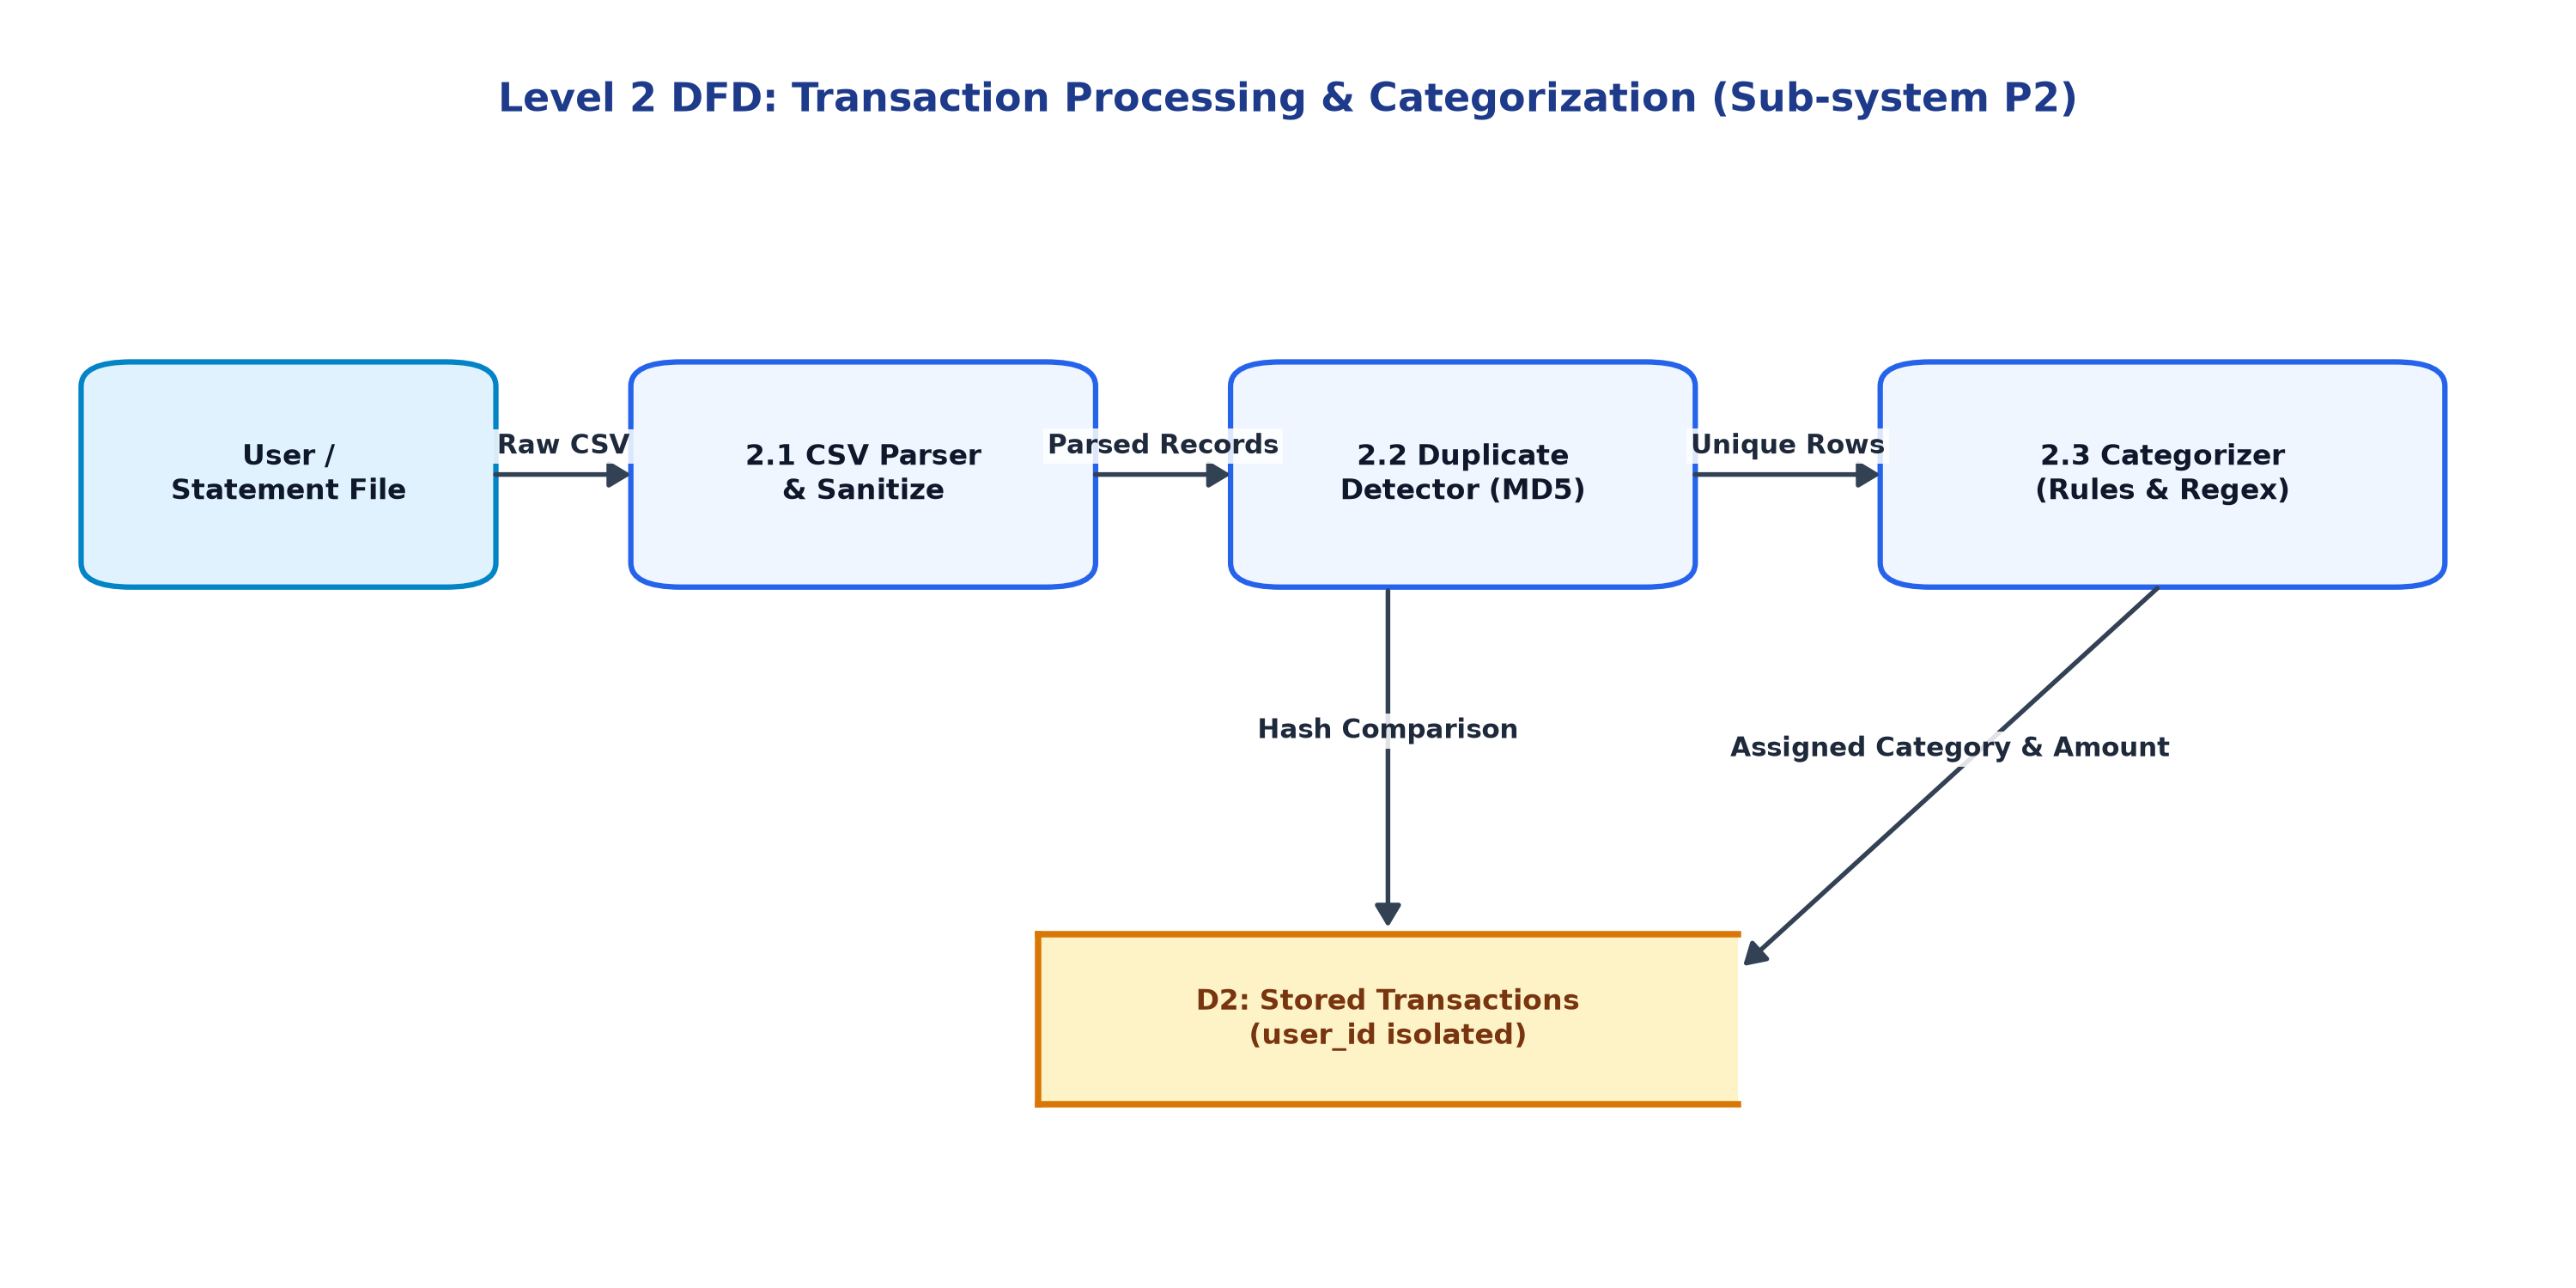 Level 2 DFD: Transaction Processing & Categorization (Sub-system P2)
User /
Statement File
Raw CSV
2.1 CSV Parser
& Sanitize
Parsed Records
2.2 Duplicate
Detector (MD5)
Unique Rows
2.3 Categorizer
(Rules & Regex)
Hash Comparison
Assigned Category & Amount
D2: Stored Transactions
(user_id isolated)